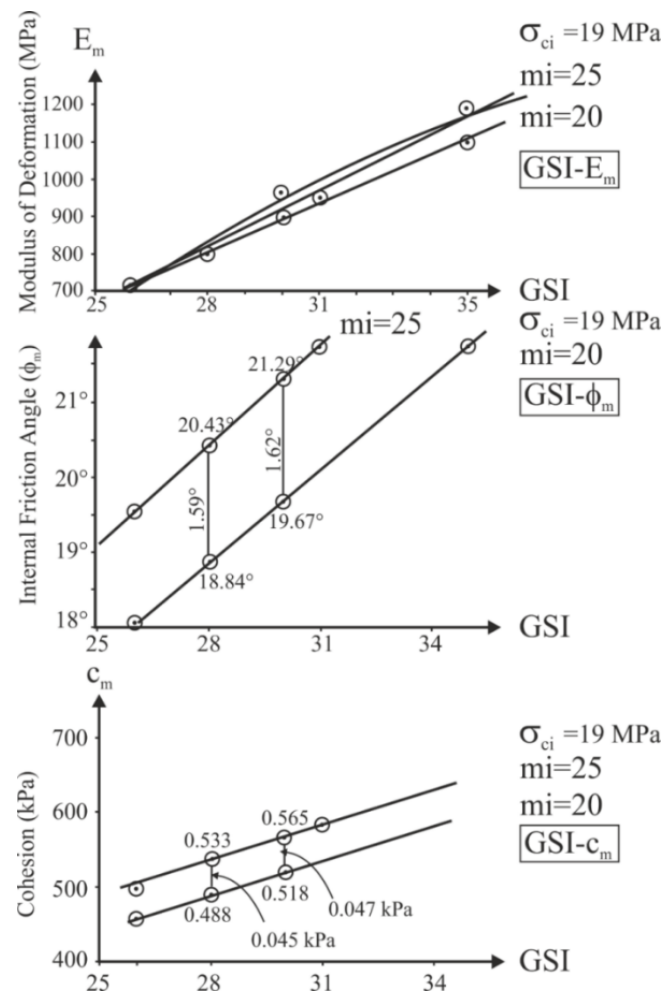 E_m
Modulus of Deformation (MPa)
1200
1100
1000
900
800
700
25
28
31
35
GSI
σ_ci =19 MPa
mi=25
mi=20
GSI-E_m
Internal Friction Angle (ϕ_m)
21°
20°
19°
18°
25
28
31
34
GSI
mi=25
20.43°
21.29°
1.59°
1.62°
18.84°
19.67°
σ_ci =19 MPa
mi=20
GSI-ϕ_m
c_m
Cohesion (kPa)
700
600
500
400
25
28
31
34
GSI
0.533
0.565
0.488
0.518
0.045 kPa
0.047 kPa
σ_ci =19 MPa
mi=25
mi=20
GSI-c_m